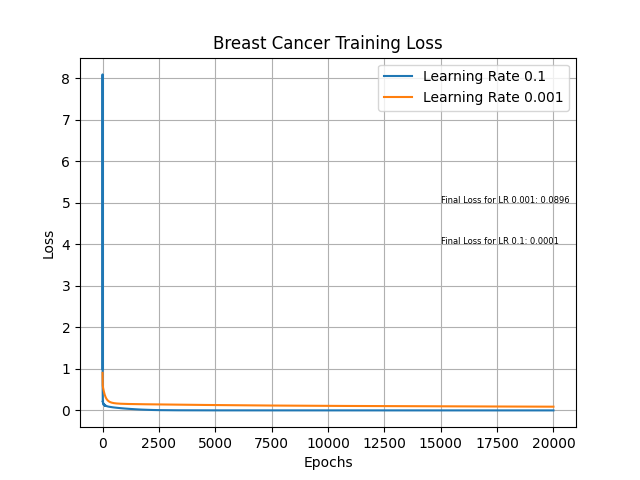 Breast Cancer Training Loss
Learning Rate 0.1
Learning Rate 0.001
Final Loss for LR 0.001: 0.0896
Final Loss for LR 0.1: 0.0001
Loss
8
7
6
5
4
3
2
1
0
0 2500 5000 7500 10000 12500 15000 17500 20000
Epochs